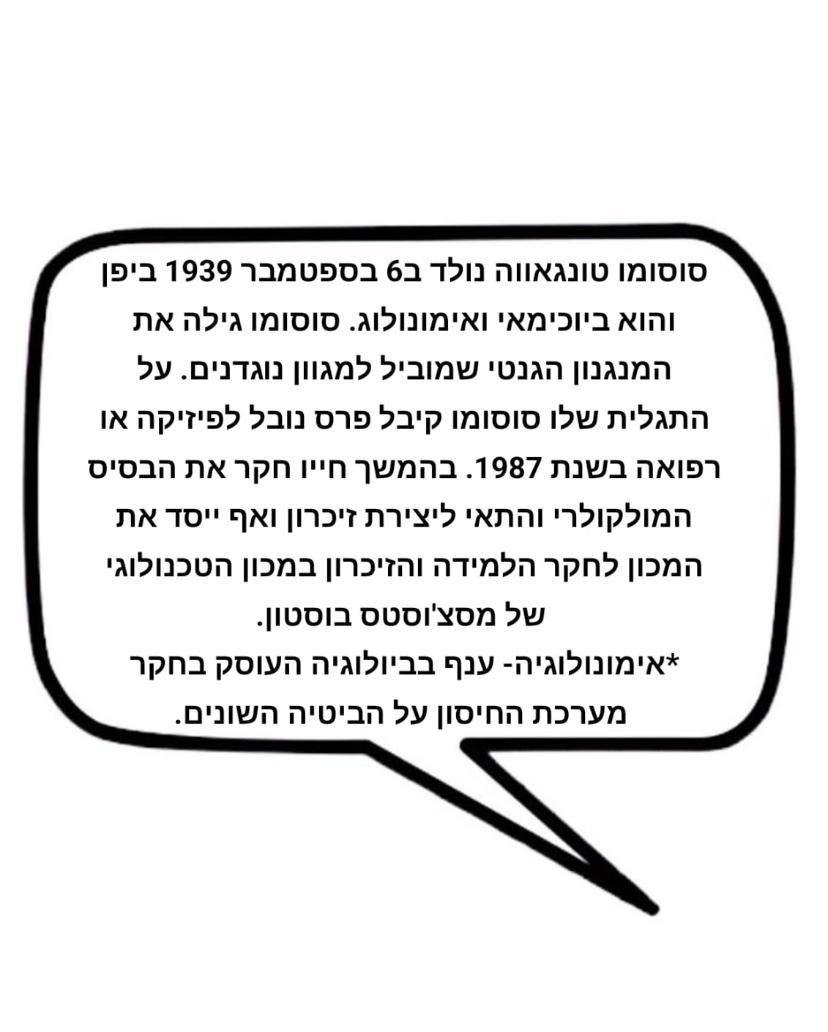 סוסומו טונגאווה נולד ב6 בספטמבר 1939 ביפן
והוא ביוכימאי ואימונולוג. סוסומו גילה את
המנגנון הגנטי שמוביל למגוון נוגדנים. על
התגלית שלו סוסומו קיבל פרס נובל לפיזיקה או
רפואה בשנת 1987. בהמשך חייו חקר את הבסיס
המולקולרי והתאי ליצירת זיכרון ואף ייסד את
המכון לחקר הלמידה והזיכרון במכון הטכנולוגי
של מסצ'וסטס בוסטון.
*אימונולוגיה- ענף בביולוגיה העוסק בחקר
מערכת החיסון על הביטיה השונים.